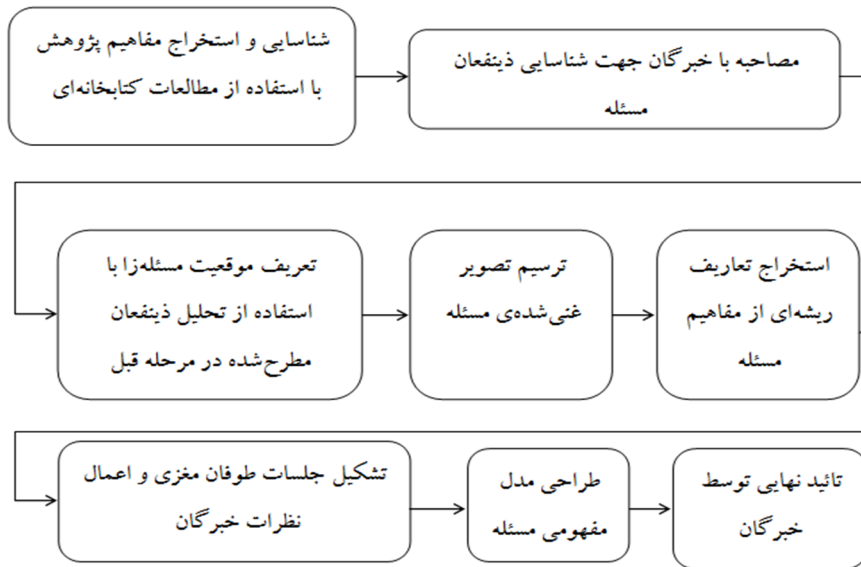 شناسایی و استخراج مفاهیم پژوهش
با استفاده از مطالعات کتابخانه‌ای
مصاحبه با خبرگان جهت شناسایی ذینفعان
مسئله
تعریف موقعیت مسئله‌زا با
استفاده از تحلیل ذینفعان
مطرح‌شده در مرحله قبل
ترسیم تصویر
غنی‌شده‌ی مسئله
استخراج تعاریف
ریشه‌ای از مفاهیم
مسئله
تشکیل جلسات طوفان مغزی و اعمال
نظرات خبرگان
طراحی مدل
مفهومی مسئله
تائید نهایی توسط
خبرگان